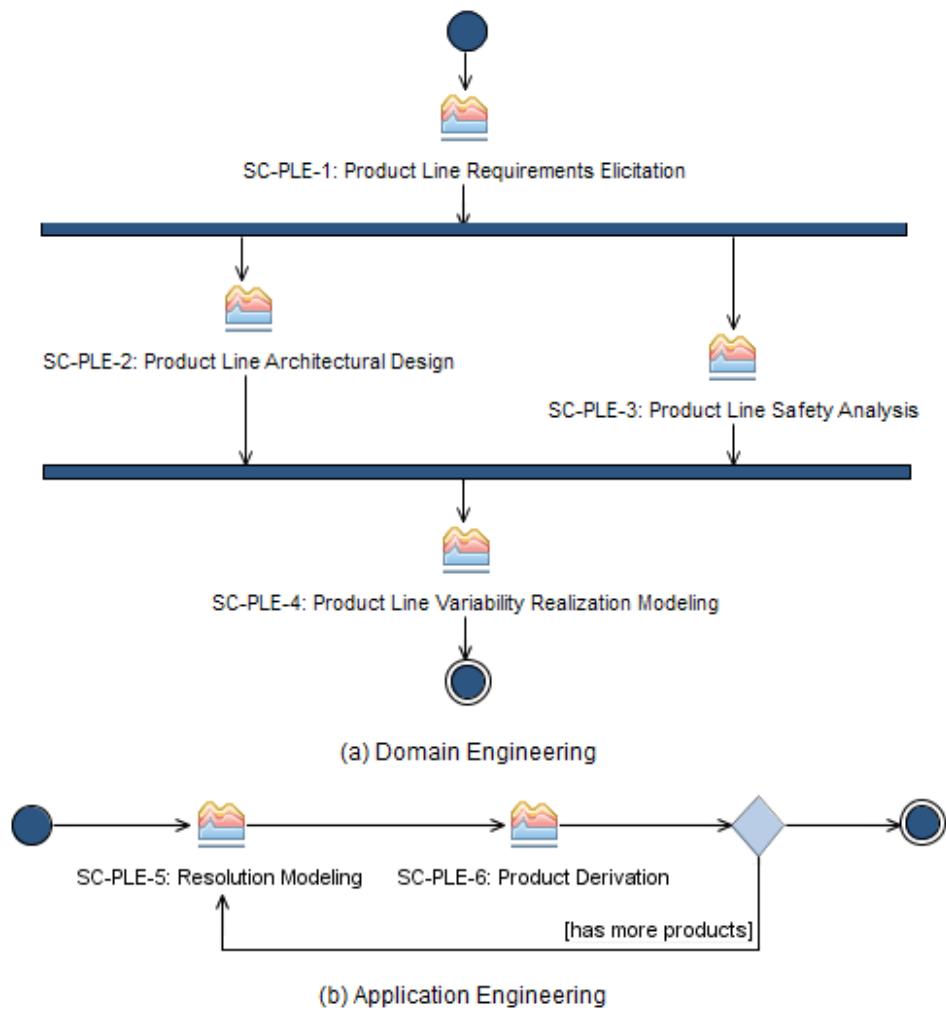 SC-PLE-1: Product Line Requirements Elicitation
SC-PLE-2: Product Line Architectural Design
SC-PLE-3: Product Line Safety Analysis
SC-PLE-4: Product Line Variability Realization Modeling
(a) Domain Engineering
SC-PLE-5: Resolution Modeling
SC-PLE-6: Product Derivation
[has more products]
(b) Application Engineering